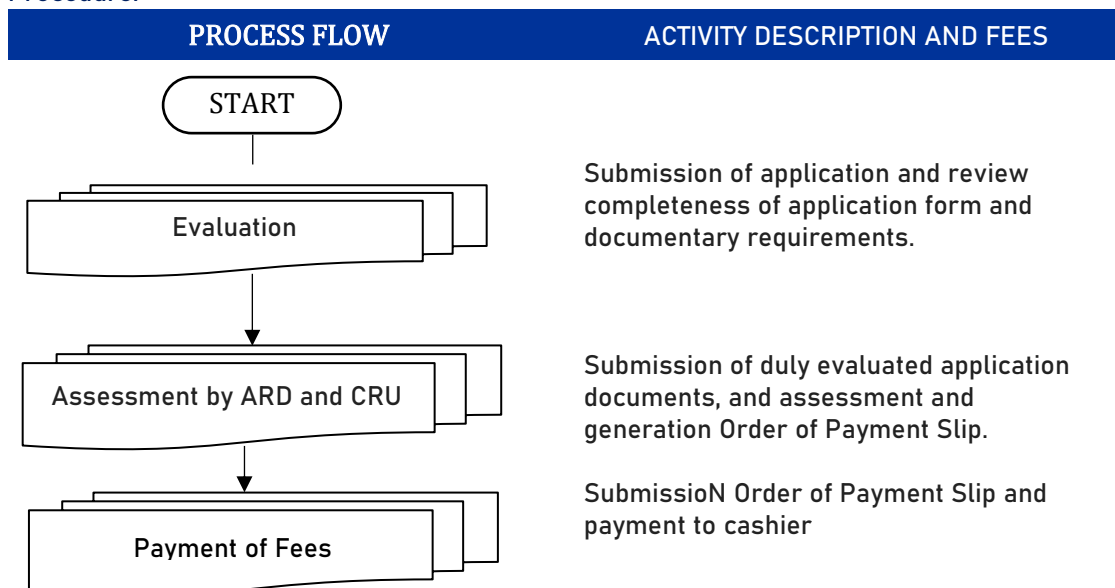 Procedure:
PROCESS FLOW
ACTIVITY DESCRIPTION AND FEES
START
Evaluation
Submission of application and review
completeness of application form and
documentary requirements.
Assessment by ARD and CRU
Submission of duly evaluated application
documents, and assessment and
generation Order of Payment Slip.
Payment of Fees
SubmissioN Order of Payment Slip and
payment to cashier